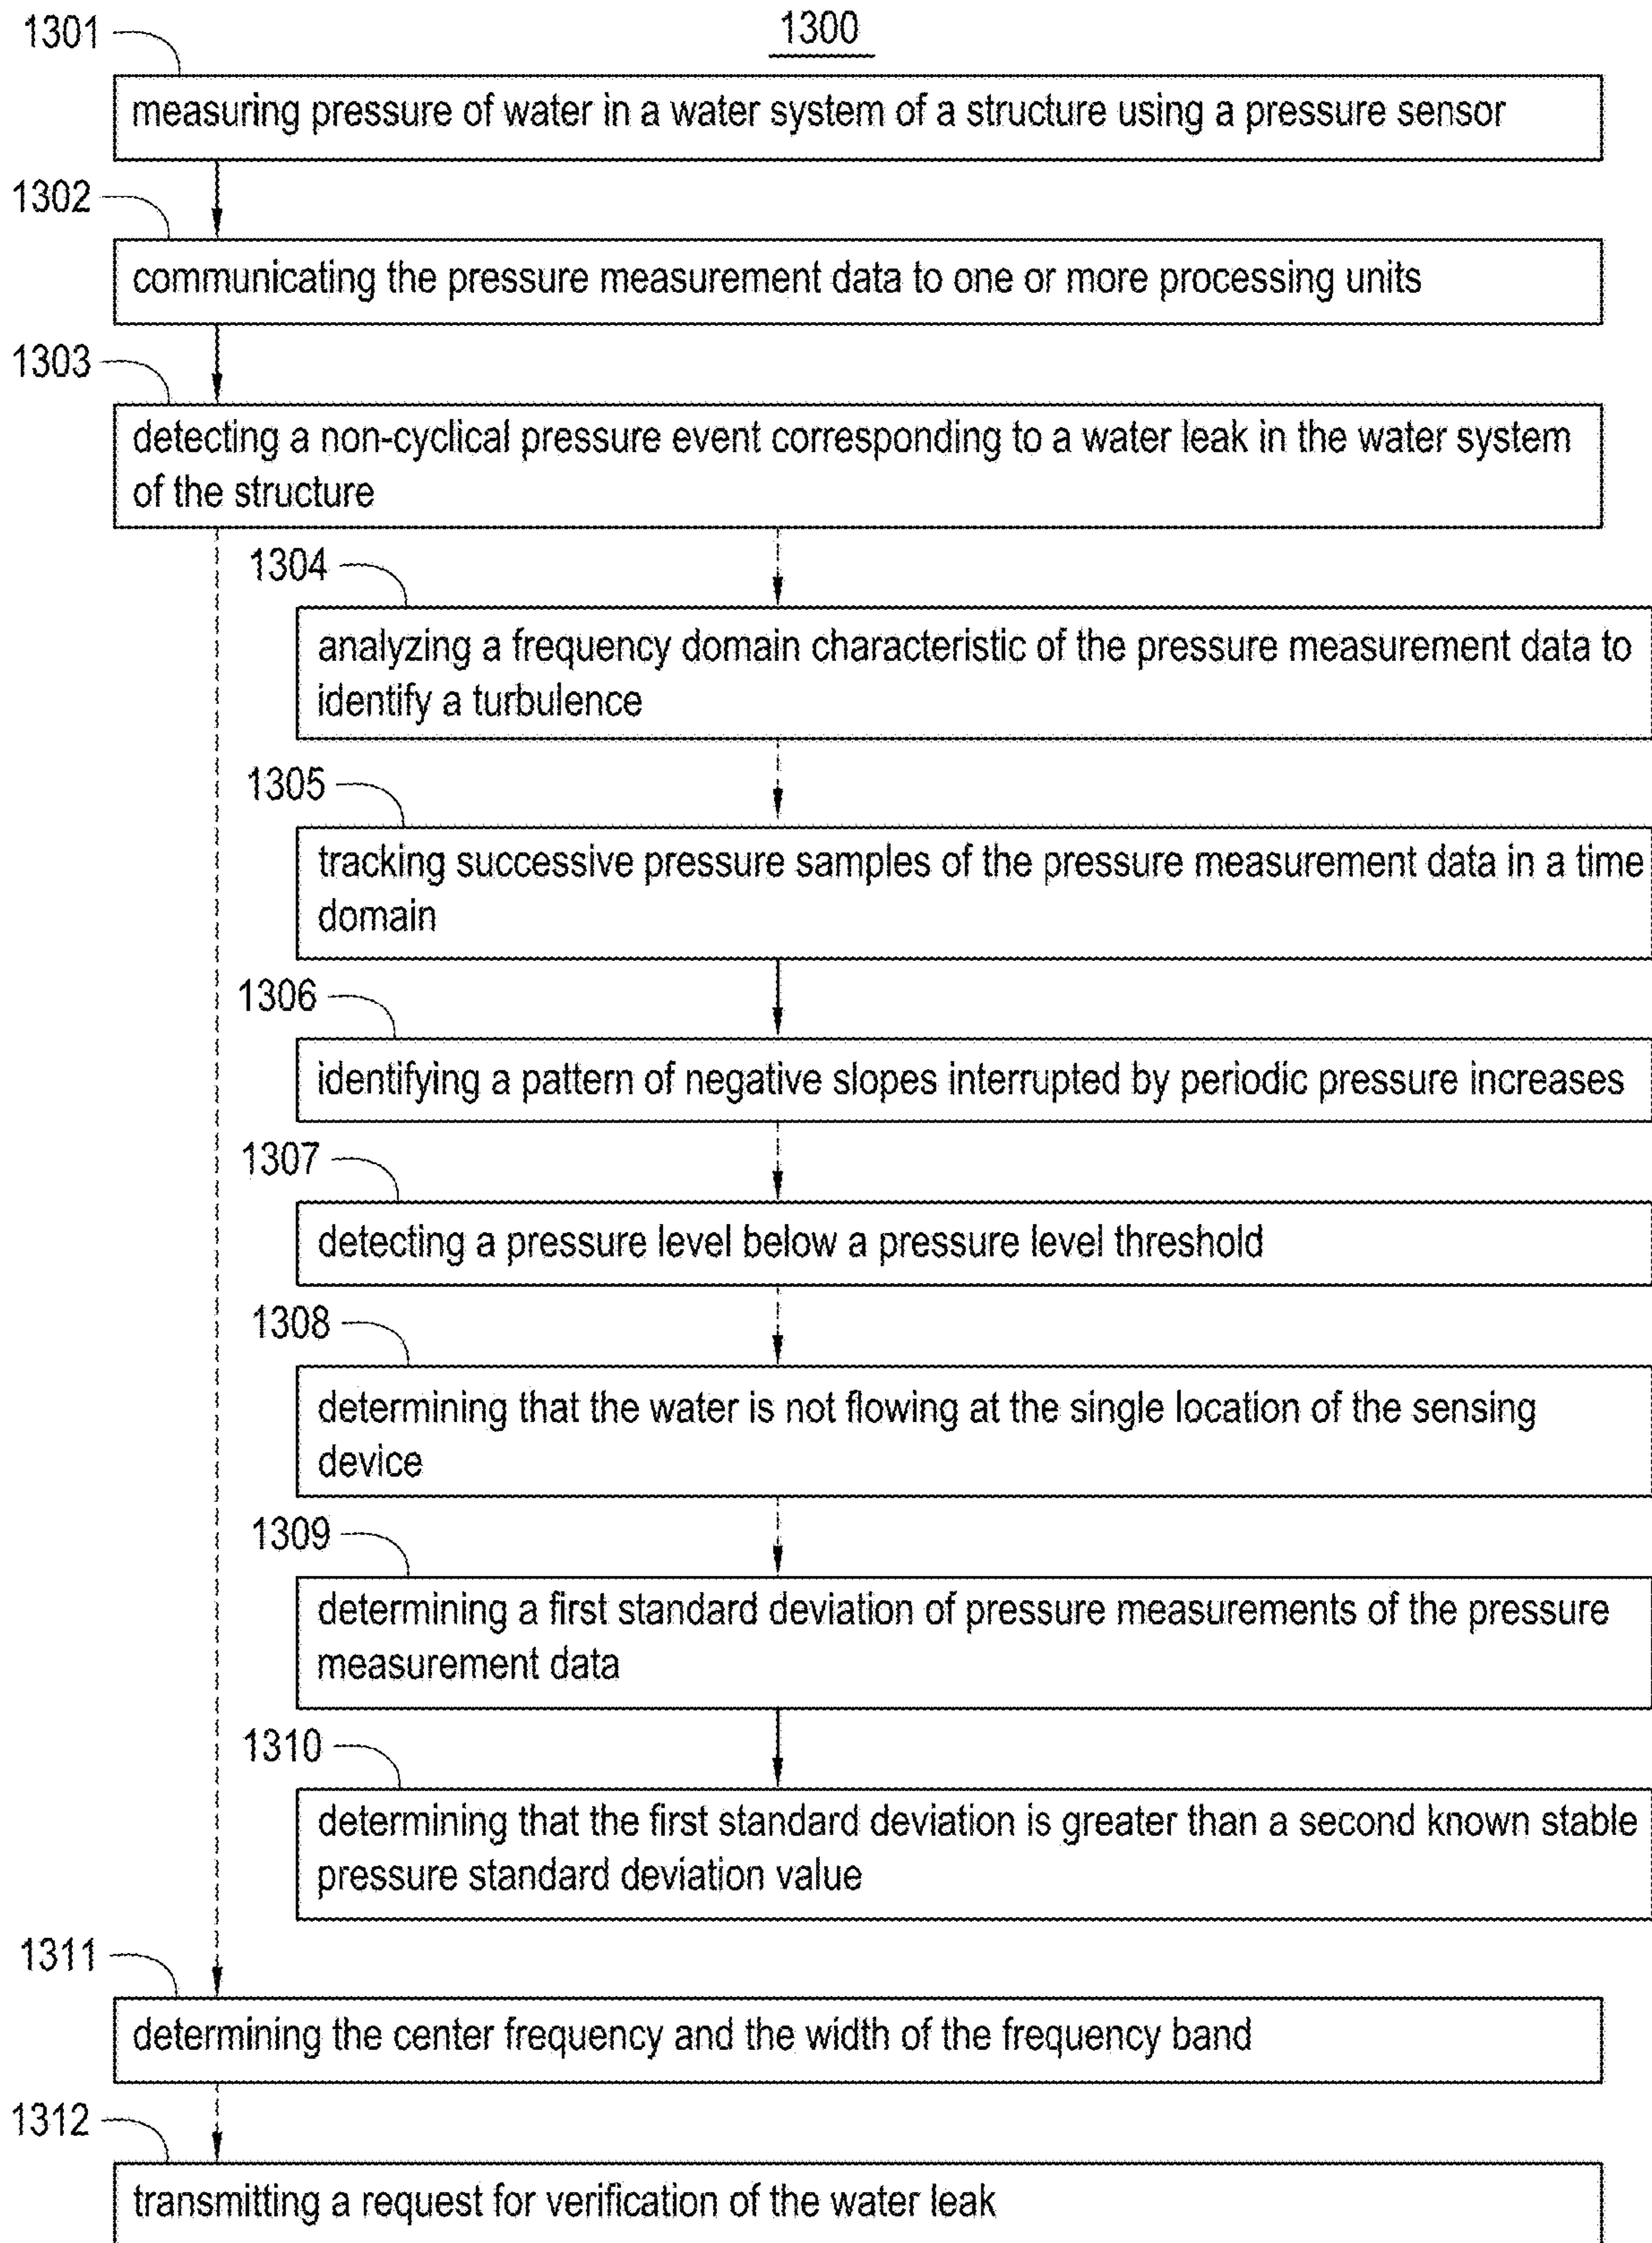 1300
1301
measuring pressure of water in a water system of a structure using a pressure sensor
1302
communicating the pressure measurement data to one or more processing units
1303
detecting a non-cyclical pressure event corresponding to a water leak in the water system
of the structure
1304
analyzing a frequency domain characteristic of the pressure measurement data to
identify a turbulence
1305
tracking successive pressure samples of the pressure measurement data in a time
domain
1306
identifying a pattern of negative slopes interrupted by periodic pressure increases
1307
detecting a pressure level below a pressure level threshold
1308
determining that the water is not flowing at the single location of the sensing
device
1309
determining a first standard deviation of pressure measurements of the pressure
measurement data
1310
determining that the first standard deviation is greater than a second known stable
pressure standard deviation value
1311
determining the center frequency and the width of the frequency band
1312
transmitting a request for verification of the water leak